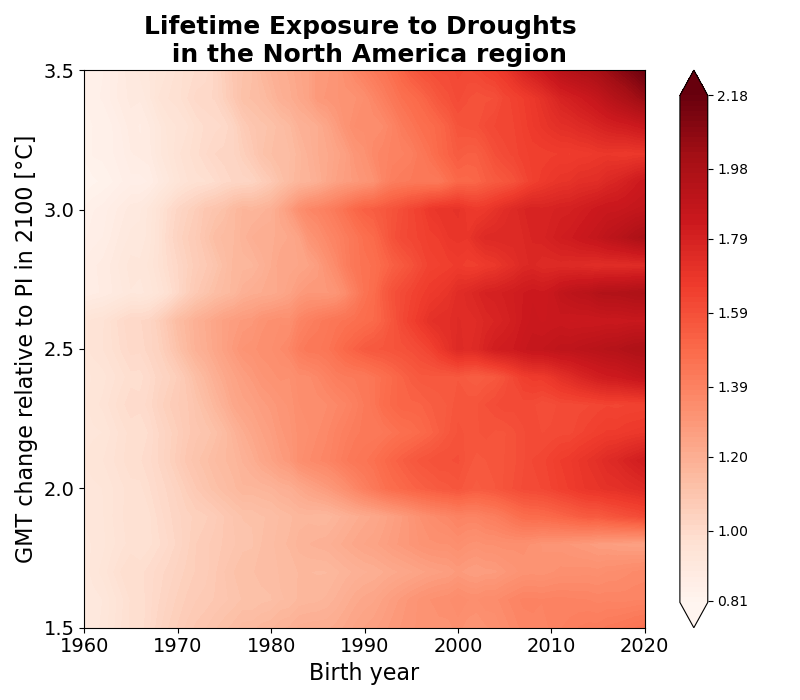 Lifetime Exposure to Droughts
in the North America region
GMT change relative to PI in 2100 [°C]
3.5
3.0
2.5
2.0
1.5
1960 1970 1980 1990 2000 2010 2020
Birth year
2.18
1.98
1.79
1.59
1.39
1.20
1.00
0.81